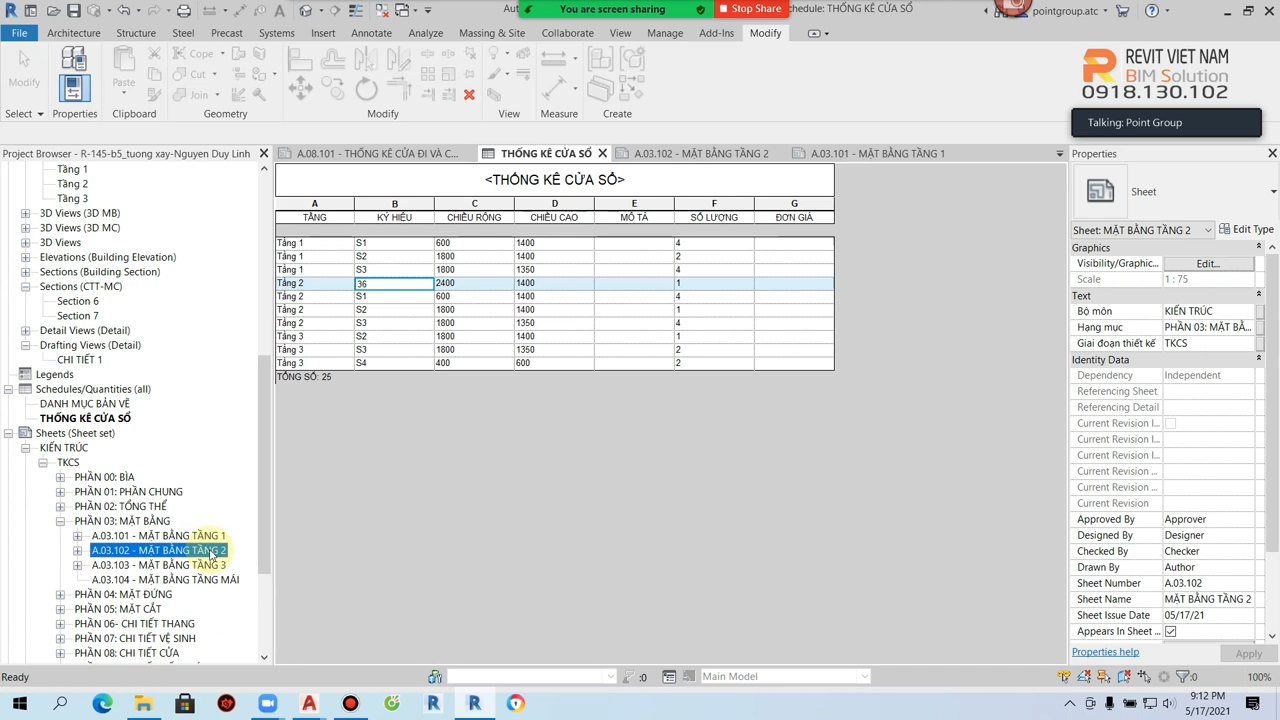 You are screen sharing
Stop Share
Schedule: THỐNG KÊ CỬA SỔ
pointgroup.atc
File
Architecture
Structure
Steel
Precast
Systems
Insert
Annotate
Analyze
Massing & Site
Collaborate
View
Manage
Add-Ins
Modify
Modify
Paste
Cope
Cut
Join
Select
Properties
Clipboard
Geometry
Modify
View
Measure
Create
REVIT VIET NAM
BIM Solution
0918.130.102
Talking: Point Group
Project Browser - R-145-b5_tuong xay-Nguyen Duy Linh
A.08.101 - THỐNG KÊ CỬA ĐI VÀ C...
THỐNG KÊ CỬA SỔ
A.03.102 - MẶT BẰNG TẦNG 2
A.03.101 - MẶT BẰNG TẦNG 1
Tầng 1
Tầng 2
Tầng 3
3D Views (3D MB)
3D Views (3D MC)
3D Views
Elevations (Building Elevation)
Sections (Building Section)
Sections (CTT-MC)
Section 6
Section 7
Detail Views (Detail)
Drafting Views (Detail)
CHI TIẾT 1
Legends
Schedules/Quantities (all)
DANH MỤC BẢN VẼ
THỐNG KÊ CỬA SỔ
Sheets (Sheet set)
KIẾN TRÚC
TKCS
PHẦN 00: BÌA
PHẦN 01: PHẦN CHUNG
PHẦN 02: TỔNG THỂ
PHẦN 03: MẶT BẰNG
A.03.101 - MẶT BẰNG TẦNG 1
A.03.102 - MẶT BẰNG TẦNG 2
A.03.103 - MẶT BẰNG TẦNG 3
A.03.104 - MẶT BẰNG TẦNG MÁI
PHẦN 04: MẶT ĐỨNG
PHẦN 05: MẶT CẮT
PHẦN 06- CHI TIẾT THANG
PHẦN 07: CHI TIẾT VỆ SINH
PHẦN 08: CHI TIẾT CỬA
<THỐNG KÊ CỬA SỔ>
A B C D E F G
TẦNG KÝ HIỆU CHIỀU RỘNG CHIỀU CAO MÔ TẢ SỐ LƯỢNG ĐƠN GIÁ
Tầng 1 S1 600 1400 4
Tầng 1 S2 1800 1400 2
Tầng 1 S3 1800 1350 4
Tầng 2 36 2400 1400 1
Tầng 2 S1 600 1400 4
Tầng 2 S2 1800 1400 1
Tầng 2 S3 1800 1350 4
Tầng 3 S2 1800 1400 1
Tầng 3 S3 1800 1350 2
Tầng 3 S4 400 600 2
TỔNG SỐ: 25
Properties
Sheet
Sheet: MẶT BẰNG TẦNG 2
Edit Type
Graphics
Visibility/Graphic... Edit...
Scale 1 : 75
Text
Bộ môn KIẾN TRÚC
Hạng mục PHẦN 03: MẶT BẰ...
Giai đoạn thiết kế TKCS
Identity Data
Dependency Independent
Referencing Sheet
Referencing Detail
Current Revision I...
Current Revision ...
Current Revision ...
Current Revision ...
Current Revision ...
Current Revision
Approved By Approver
Designed By Designer
Checked By Checker
Drawn By Author
Sheet Number A.03.102
Sheet Name MẶT BẰNG TẦNG 2
Sheet Issue Date 05/17/21
Appears In Sheet ...
Properties help
Apply
Ready
:0
Main Model
:0
100%
9:12 PM
5/17/2021